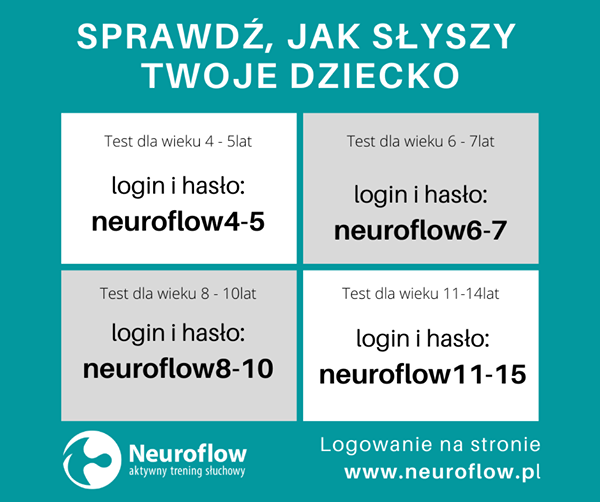 SPRAWDŹ, JAK SŁYSZY
TWOJE DZIECKO
Test dla wieku 4 - 5lat
login i hasło:
neuroflow4-5
Test dla wieku 6 - 7lat
login i hasło:
neuroflow6-7
Test dla wieku 8 - 10lat
login i hasło:
neuroflow8-10
Test dla wieku 11-14lat
login i hasło:
neuroflow11-15
Neuroflow
aktywny trening słuchowy
Logowanie na stronie
www.neuroflow.pl